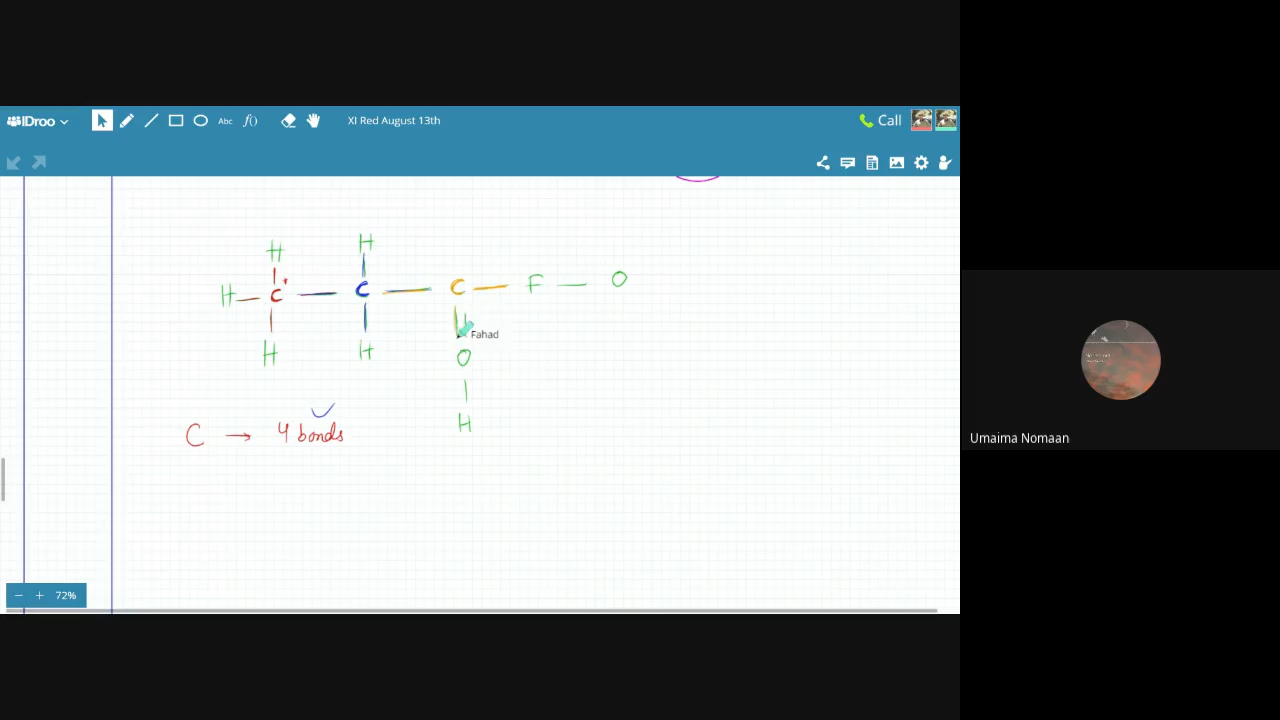 IDroo Abc f() XI Red August 13th Call
H H
H C C C F O
Fahad
H H O
H
C → 4 bonds
Umaima Nomaan
72%